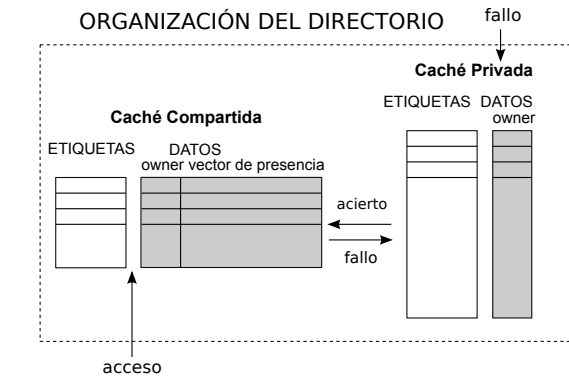 ORGANIZACIÓN DEL DIRECTORIO
fallo
Caché Privada
ETIQUETAS DATOS
owner
Caché Compartida
ETIQUETAS DATOS
owner vector de presencia
acierto
fallo
acceso